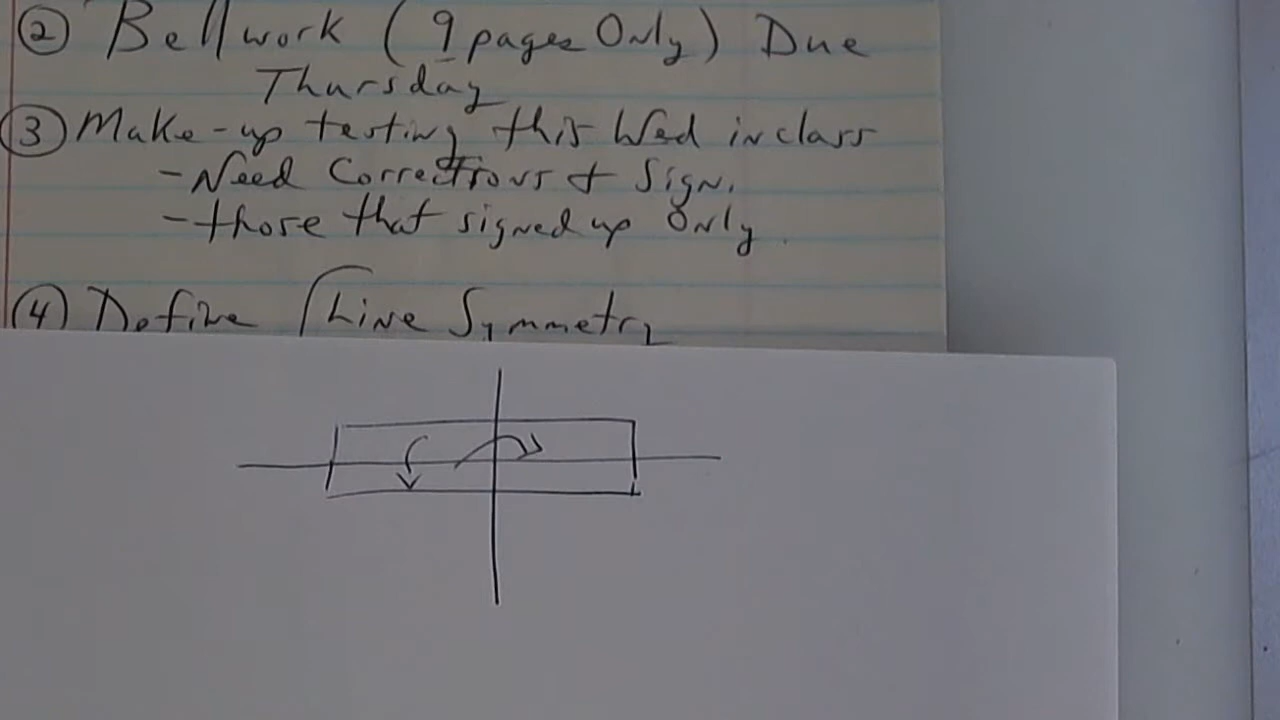 ② Bellwork (9 pages Only) Due
Thursday
③ Make-up testing this Wed in class
- Need Corrections + Sign.
- those that signed up Only.
④ Define Line Symmetry